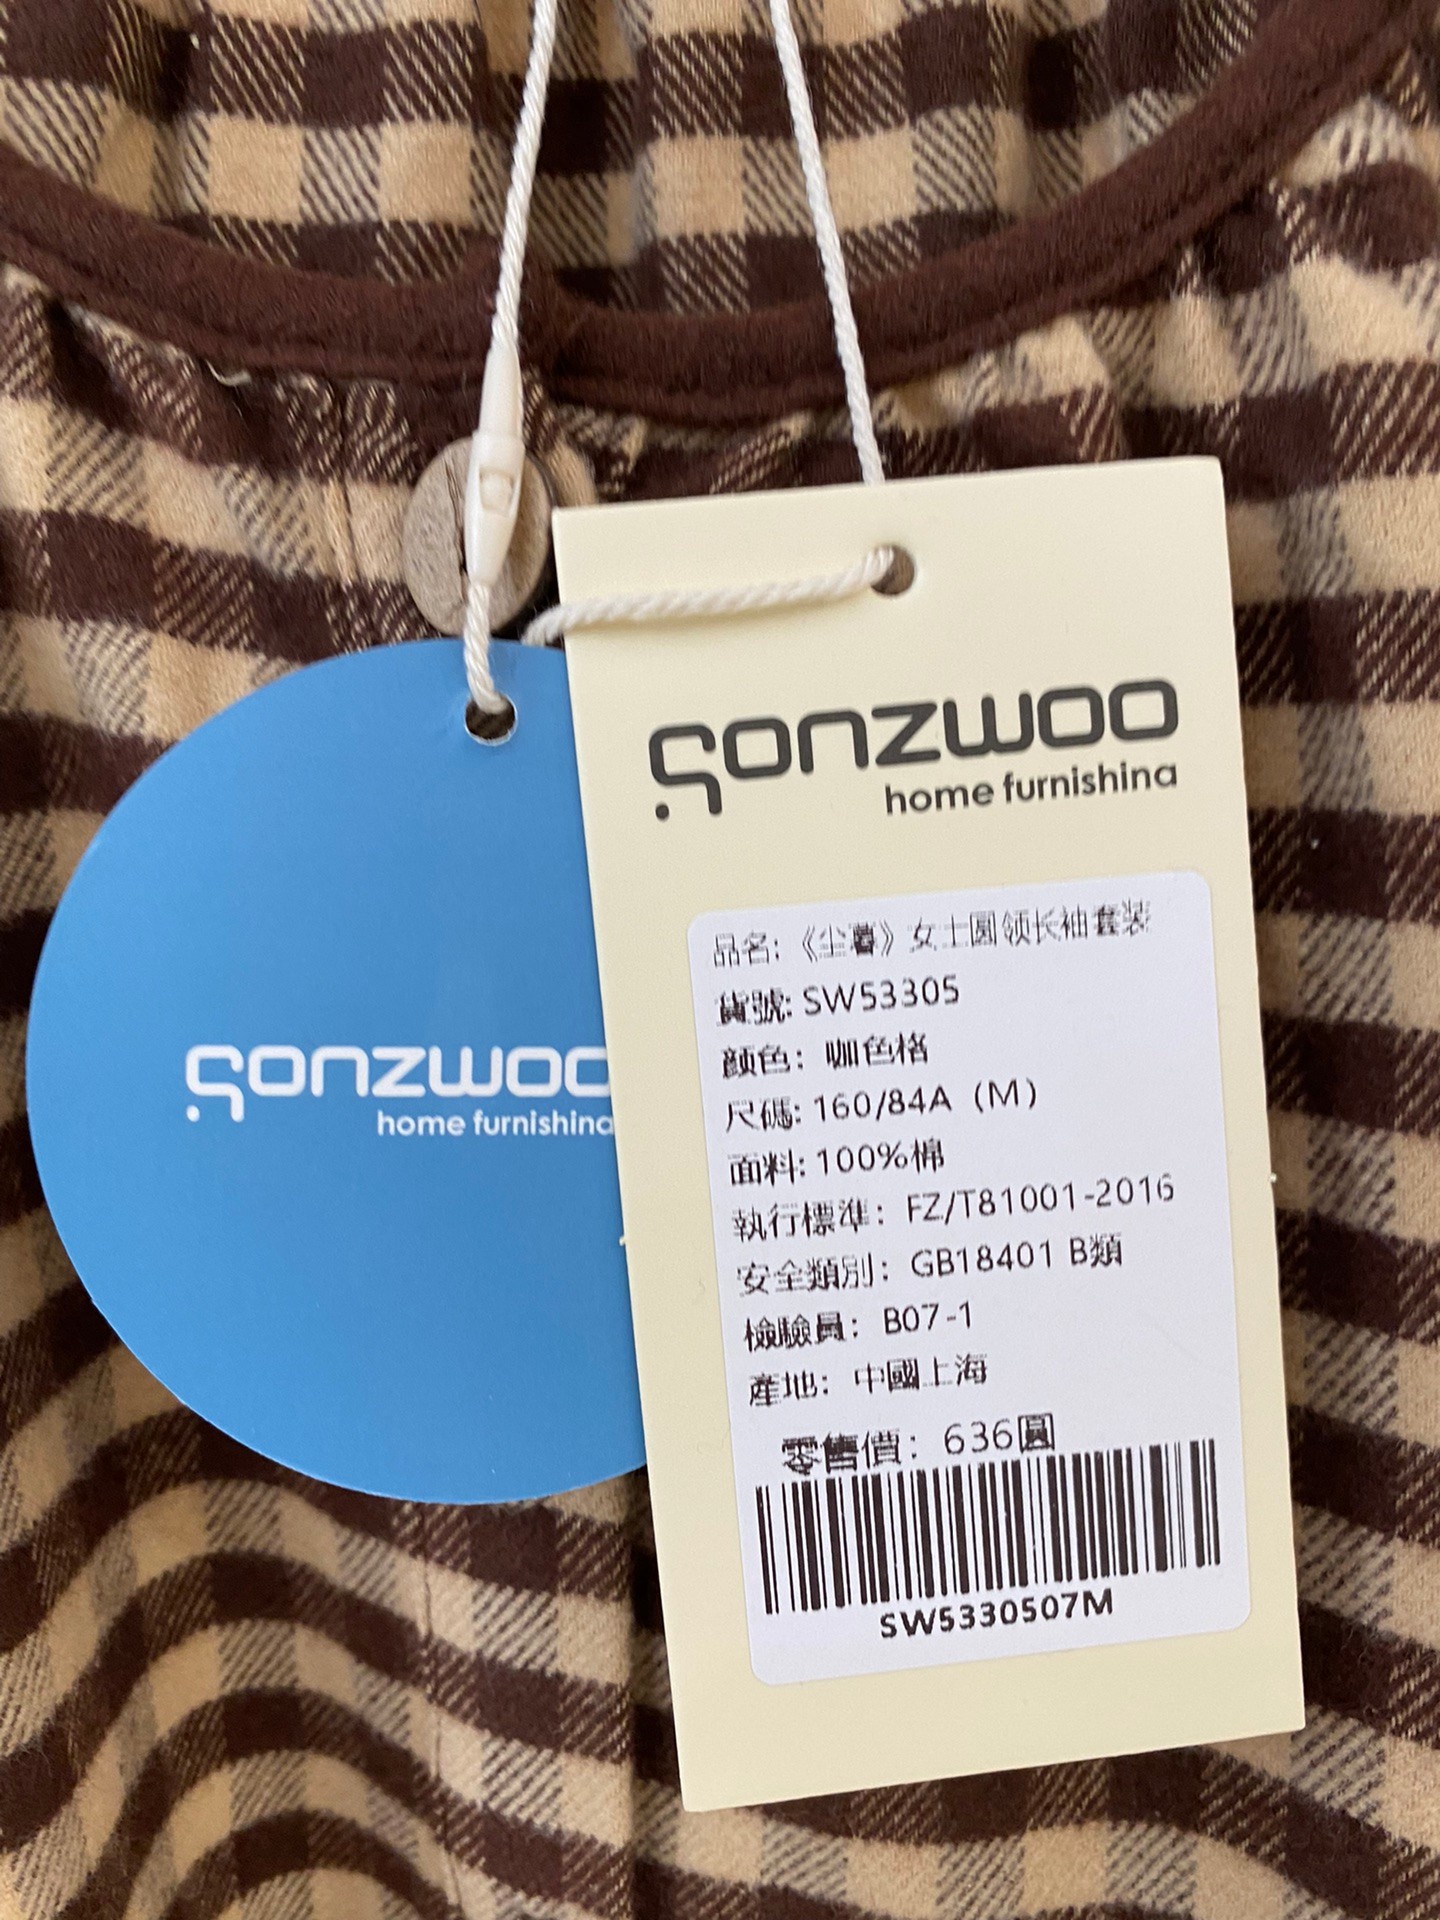 gonzwoo
home furnishing
gonzwoo
home furnishing
品名:《尘暮》女士圆领长袖套装
貨號: SW53305
颜色: 咖色格
尺碼: 160/84A (M)
面料: 100%棉
執行標準: FZ/T81001-2016
安全類別: GB18401 B類
檢驗員: B07-1
產地: 中國上海
零售價: 636圓
SW5330507M